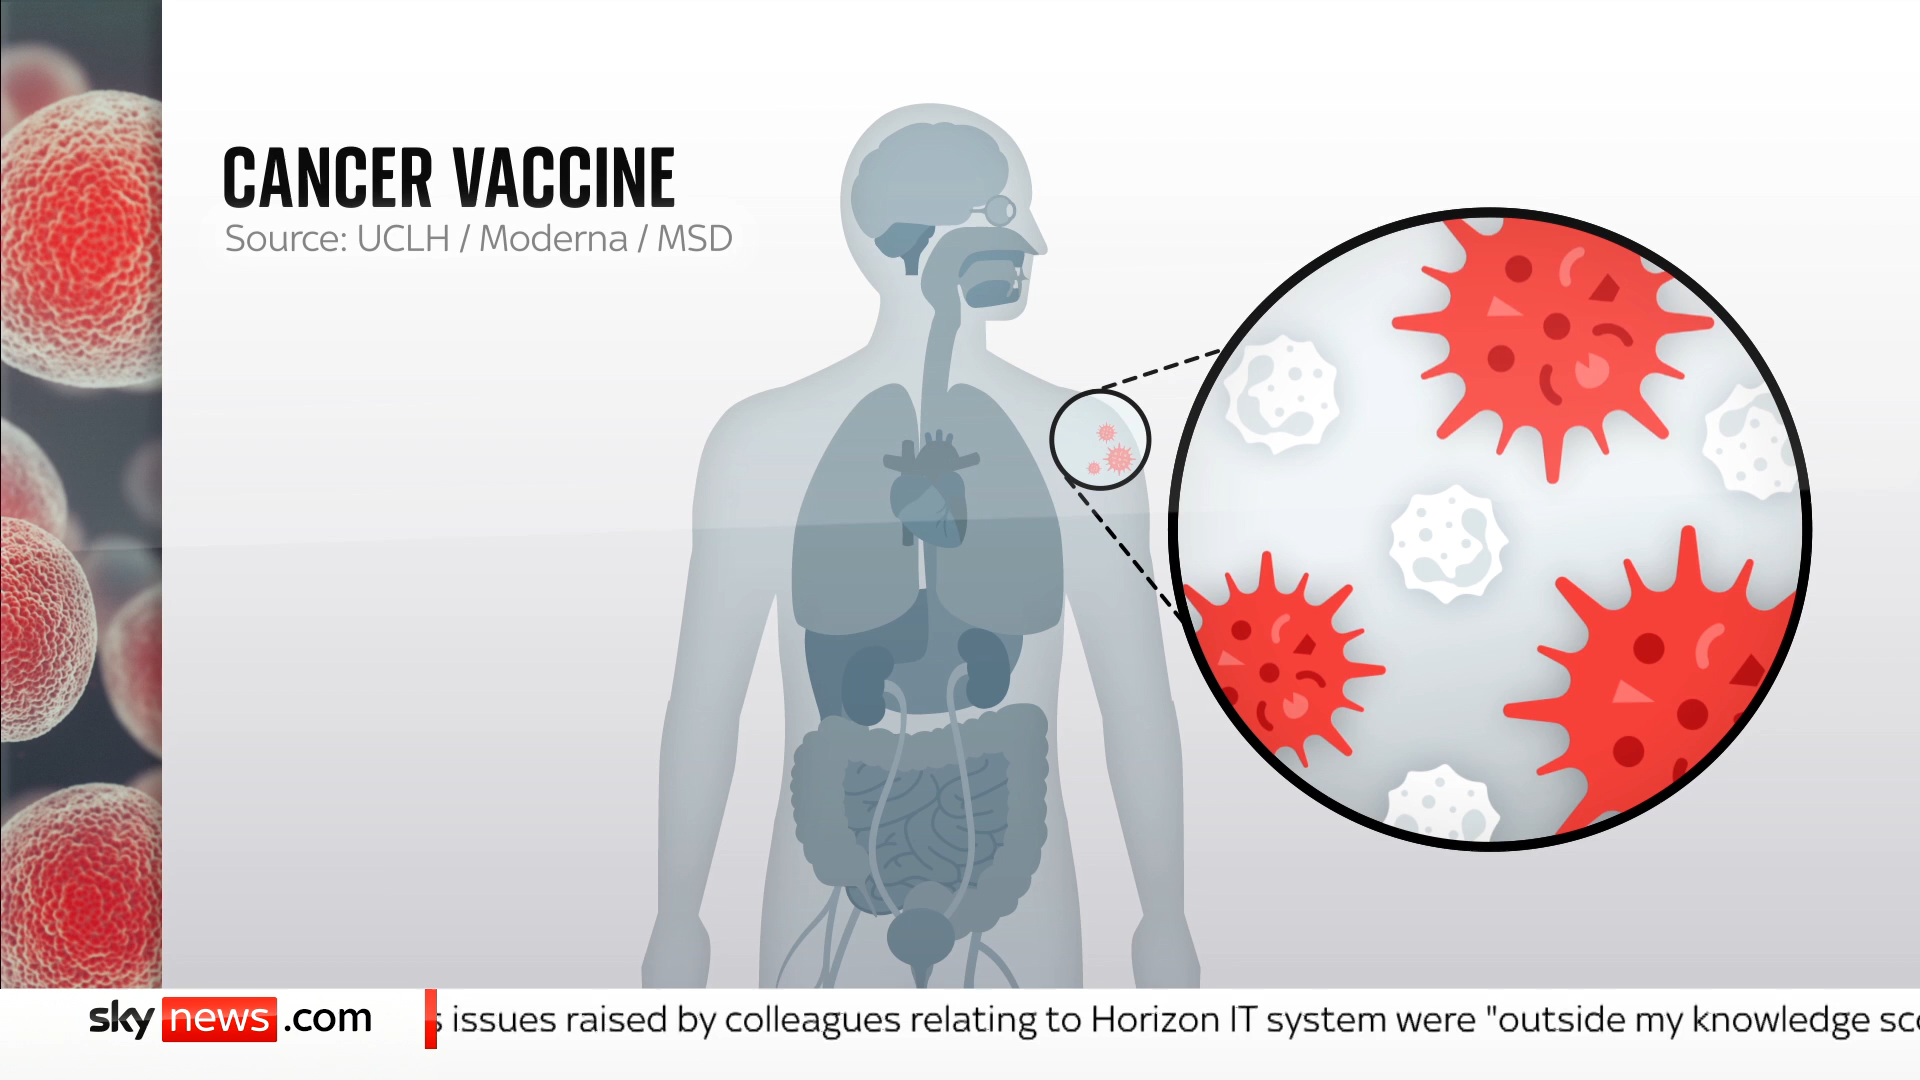 CANCER VACCINE
Source: UCLH / Moderna / MSD
sky news .com
issues raised by colleagues relating to Horizon IT system were "outside my knowledge